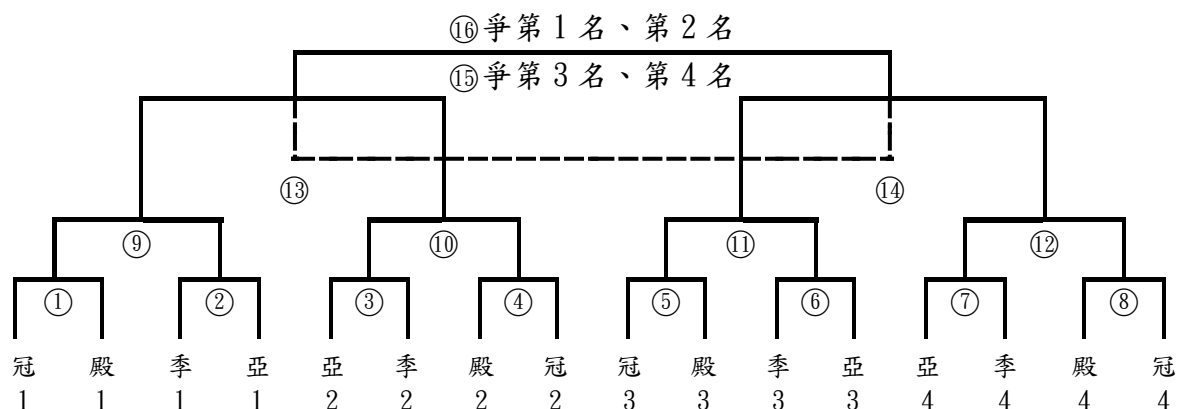 ⑯爭第1名、第2名
⑮爭第3名、第4名
⑬ ⑭
⑨ ⑩ ⑪ ⑫
① ② ③ ④ ⑤ ⑥ ⑦ ⑧
冠 殿 季 亞 亞 季 殿 冠 冠 殿 季 亞 亞 季 殿 冠
1 1 1 1 2 2 2 2 3 3 3 3 4 4 4 4